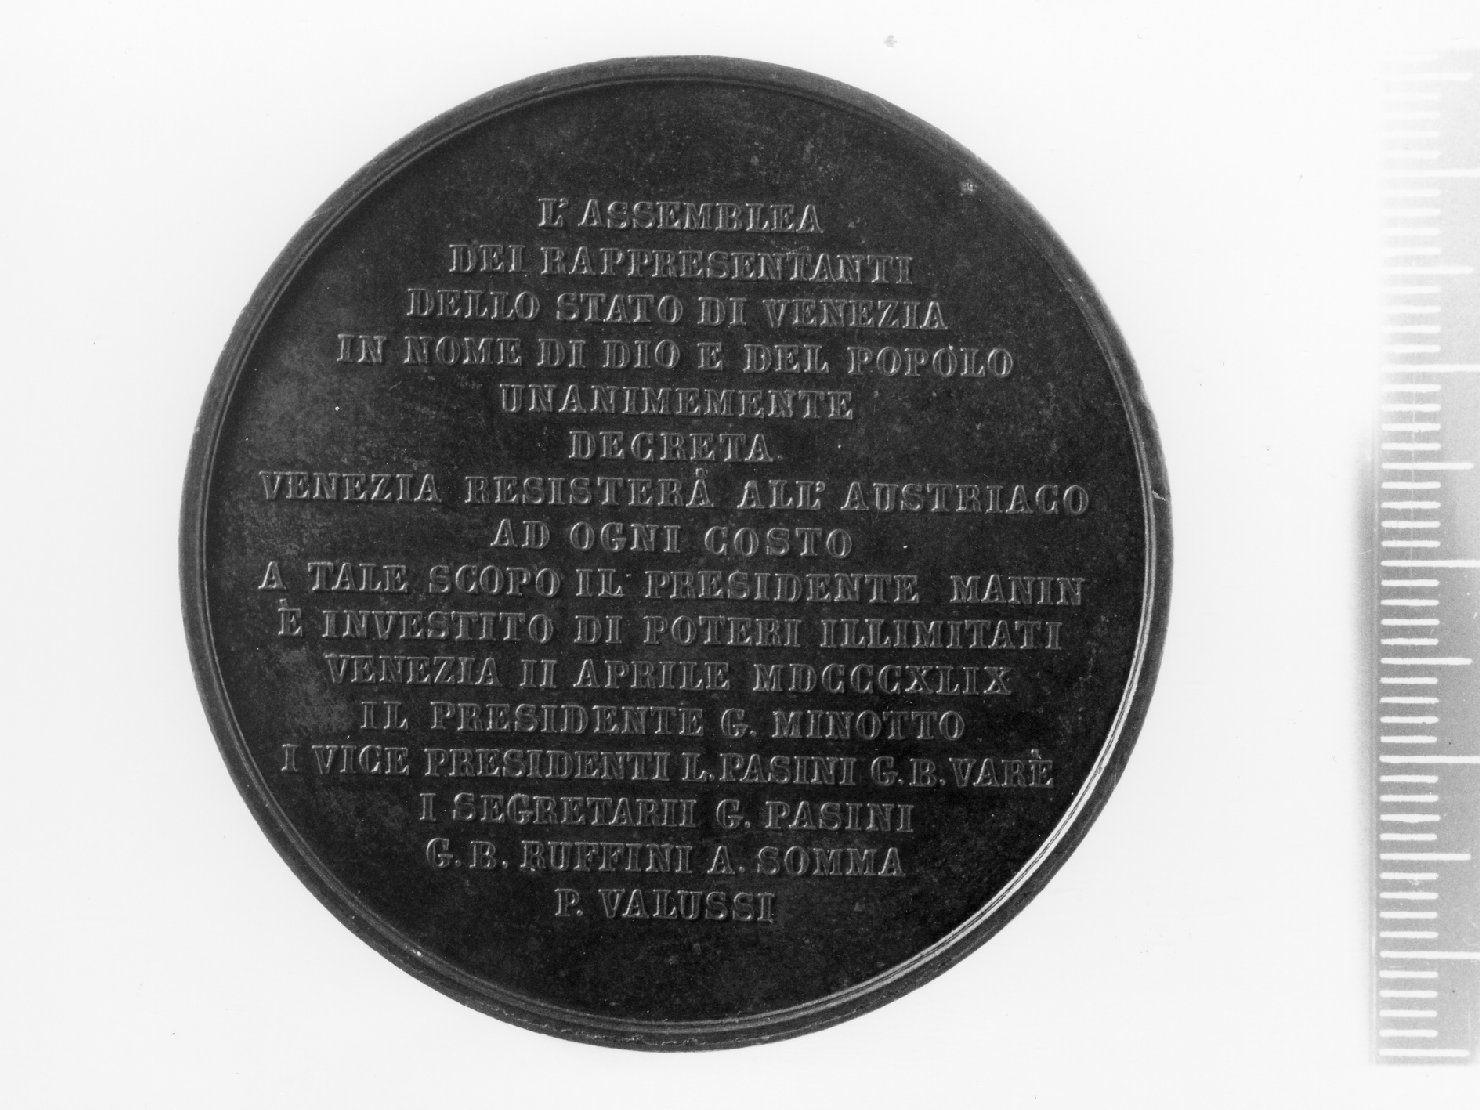 L'ASSEMBLEA
DEI RAPPRESENTANTI
DELLO STATO DI VENEZIA
IN NOME DI DIO E DEL POPOLO
UNANIMEMENTE
DECRETA
VENEZIA RESISTERÀ ALL'AUSTRIACO
AD OGNI COSTO
A TALE SCOPO IL PRESIDENTE MANIN
È INVESTITO DI POTERI ILLIMITATI
VENEZIA II APRILE MDCCCXLIX
IL PRESIDENTE G. MINOTTO
I VICE PRESIDENTI L. PASINI G. B. VARÈ
I SEGRETARII G. PASINI
G. B. RUFFINI A. SOMMA
P. VALUSSI